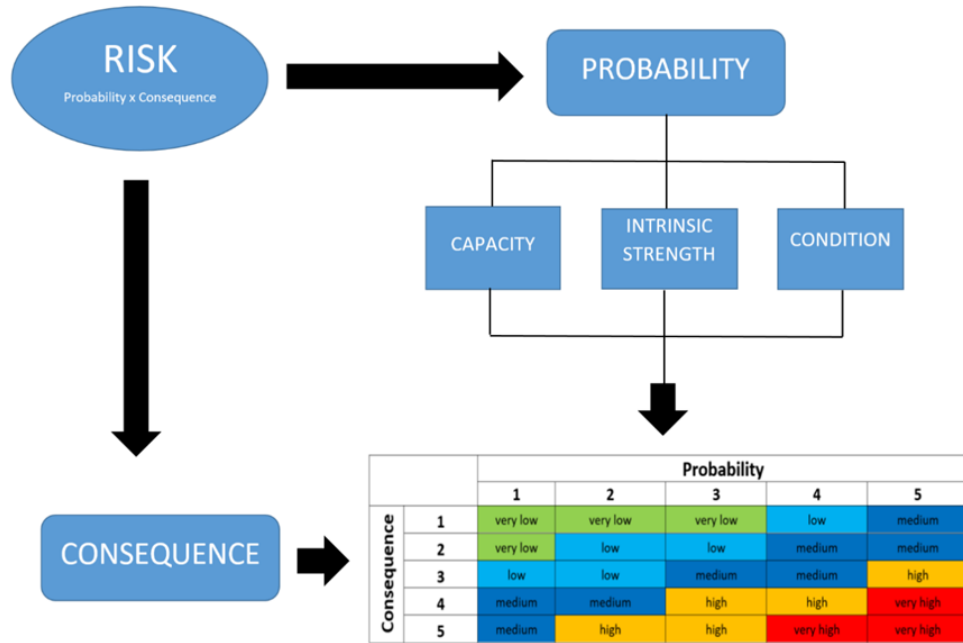 RISK
Probability x Consequence
PROBABILITY
CAPACITY
INTRINSIC
STRENGTH
CONDITION
CONSEQUENCE
Probability
1 2 3 4 5
Consequence
1 very low very low very low low medium
2 very low low low medium medium
3 low low medium medium high
4 medium medium high high very high
5 medium high high very high very high